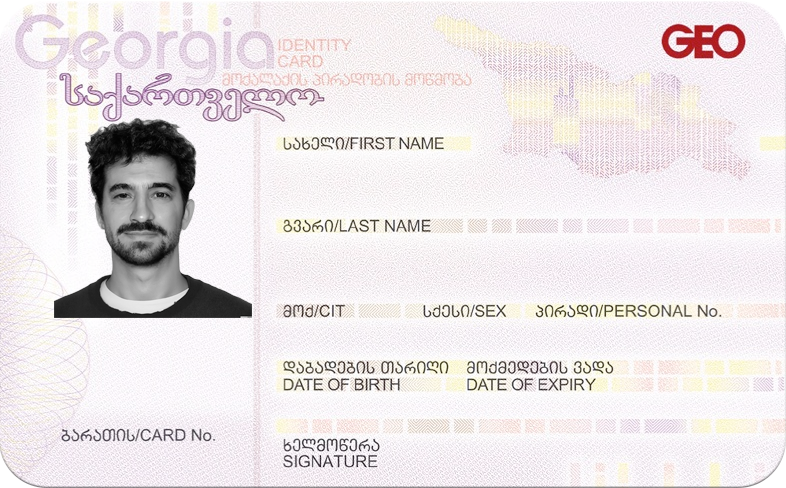 Georgia
IDENTITY
CARD
GEO
მოქალაქის პირადობის მოწმობა
საქართველო
სახელი/FIRST NAME
გვარი/LAST NAME
მოქ/CIT სქესი/SEX პირადი/PERSONAL No.
დაბადების თარიღი მოქმედების ვადა
DATE OF BIRTH DATE OF EXPIRY
ბარათის/CARD No.
ხელმოწერა
SIGNATURE